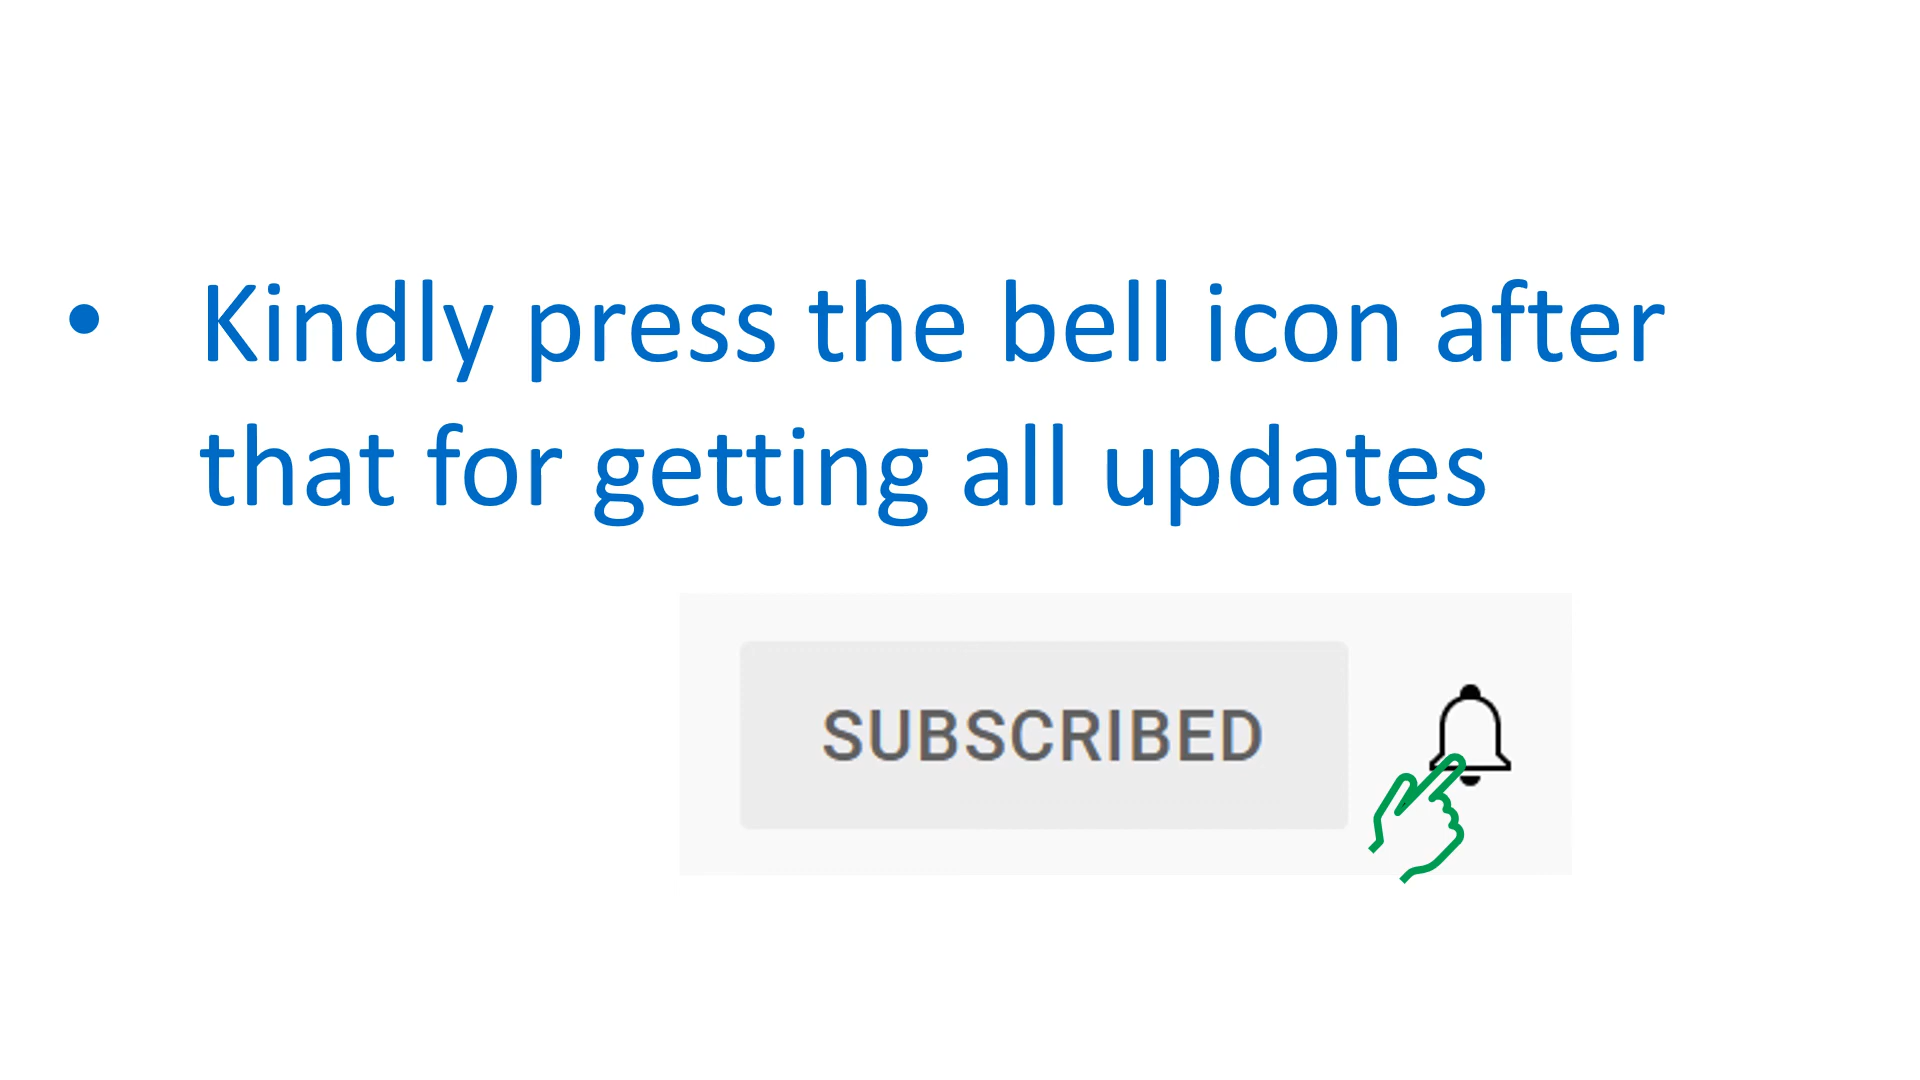 • Kindly press the bell icon after
that for getting all updates
SUBSCRIBED